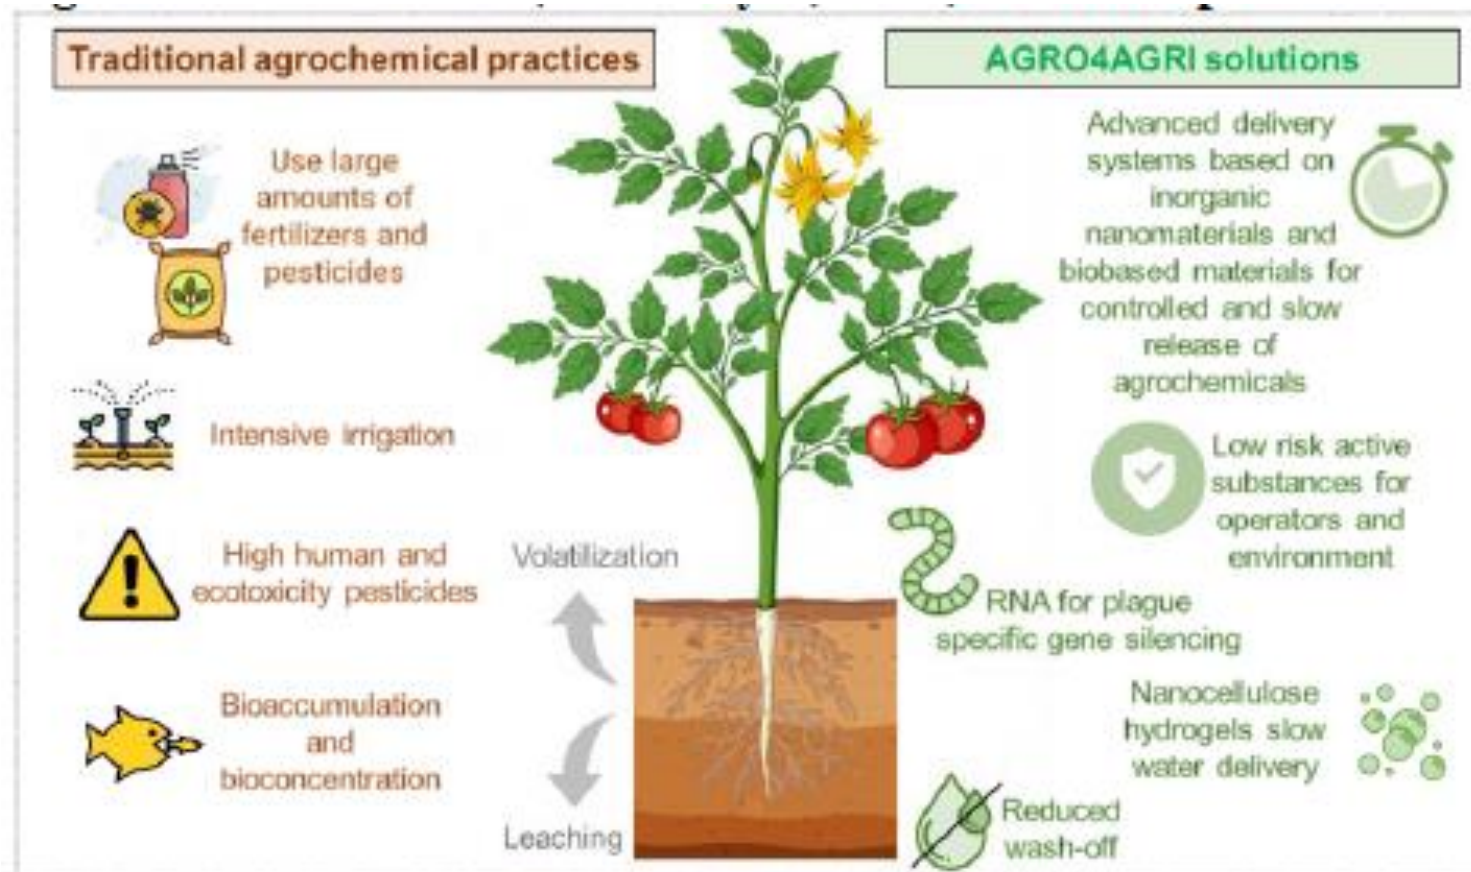 Traditional agrochemical practices
Use large
amounts of
fertilizers and
pesticides
Intensive irrigation
High human and
ecotoxicity pesticides
Bioaccumulation
and
bioconcentration
Volatilization
Leaching
AGRO4AGRI solutions
Advanced delivery
systems based on
inorganic
nanomaterials and
biobased materials for
controlled and slow
release of
agrochemicals
Low risk active
substances for
operators and
environment
RNA for plague
specific gene silencing
Nanocellulose
hydrogels slow
water delivery
Reduced
wash-off